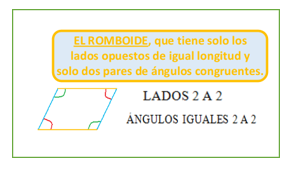 EL ROMBOIDE, que tiene solo los
lados opuestos de igual longitud y
solo dos pares de ángulos congruentes.
LADOS 2 A 2
ÁNGULOS IGUALES 2 A 2